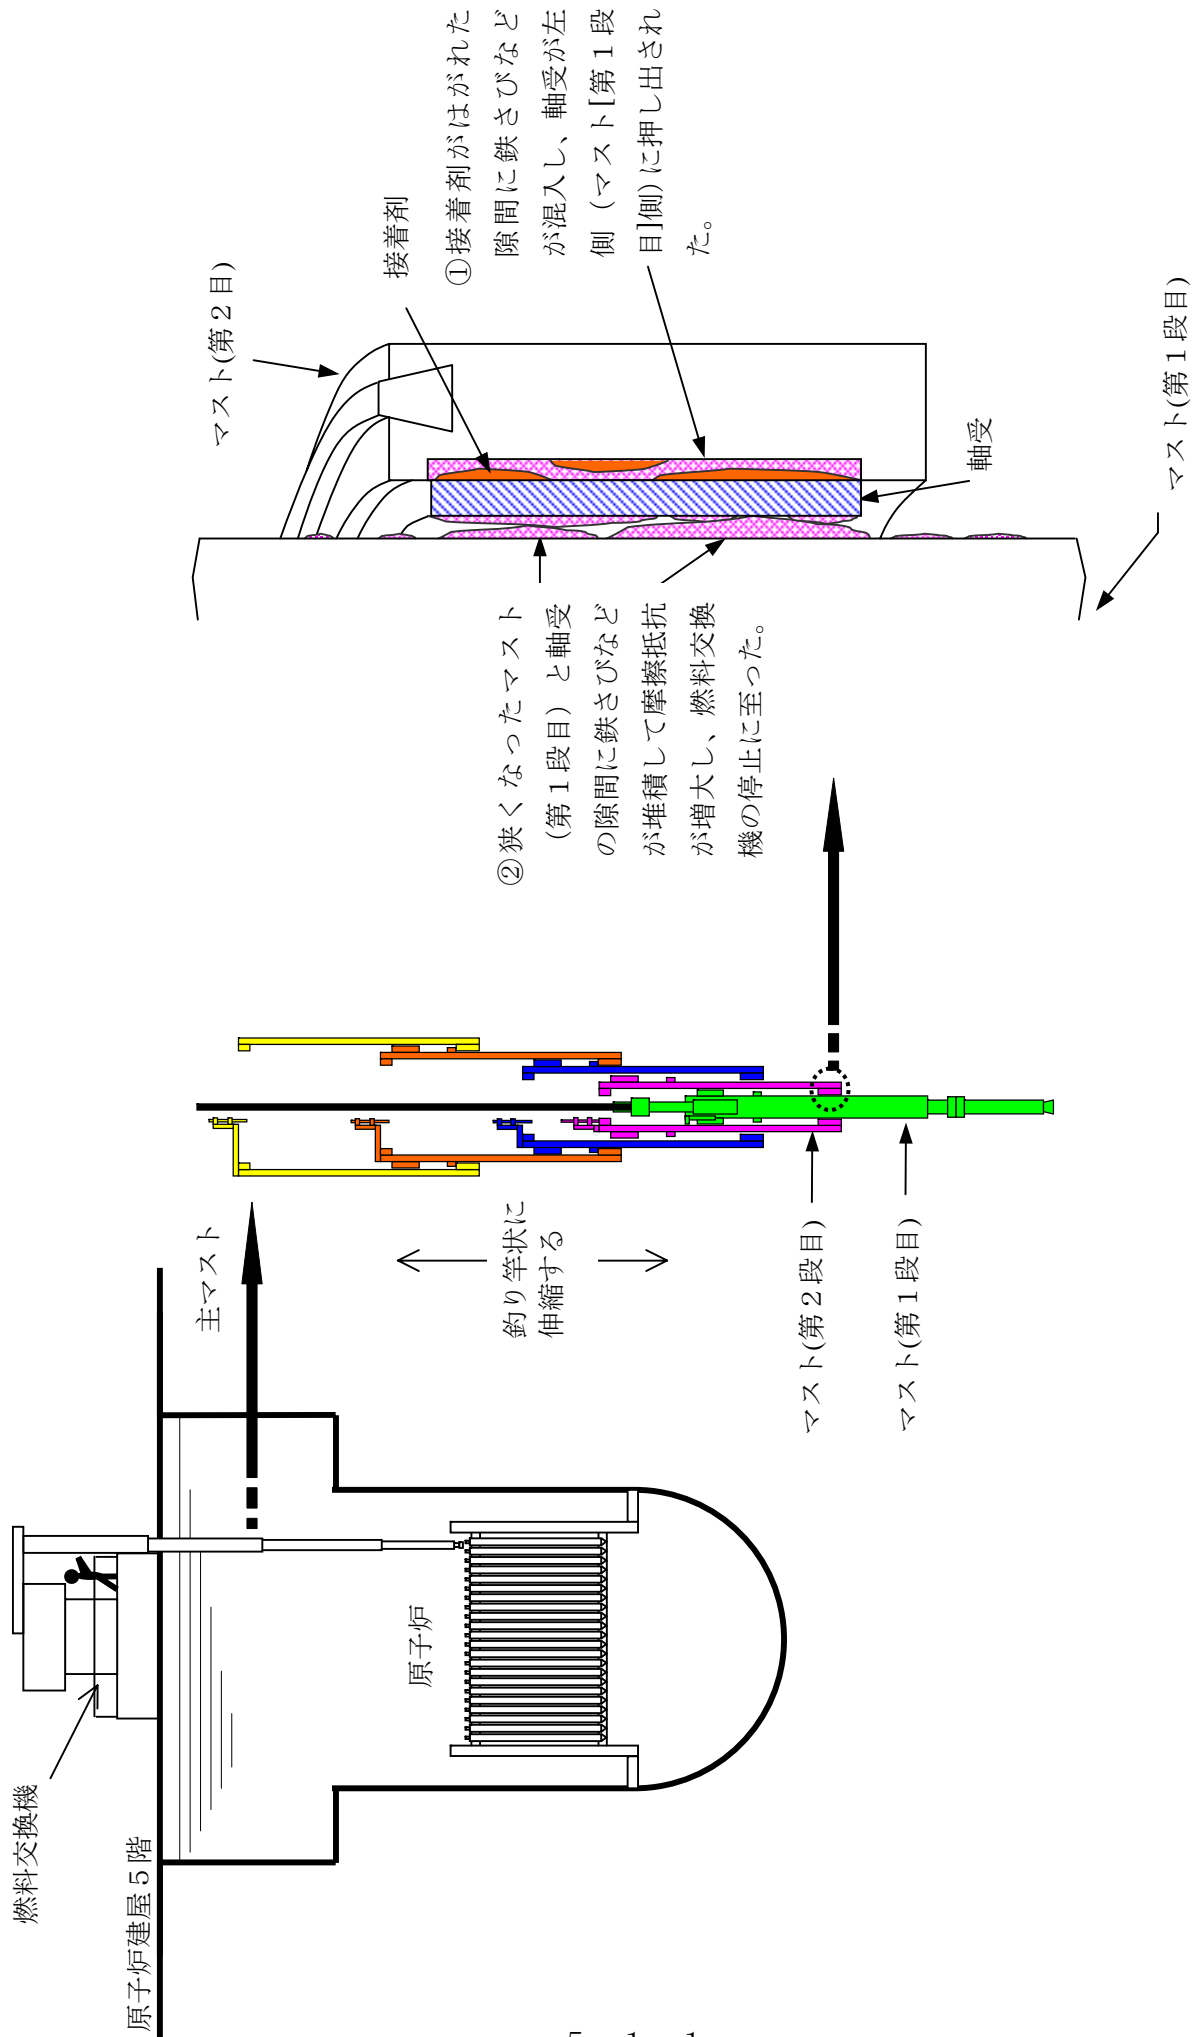 燃料交換機
原子炉建屋５階
原子炉
主マスト
釣り竿状に
伸縮する
マスト(第２段目)
マスト(第１段目)
②狭くなったマスト
(第１段目）と軸受
の隙間に鉄さびなど
が堆積して摩擦抵抗
が増大し、燃料交換
機の停止に至った。
マスト(第２目)
接着剤
①接着剤がはがれた
隙間に鉄さびなど
が混入し、軸受が左
側（マスト[第１段
目]側）に押し出され
た。
軸受
マスト(第１段目)